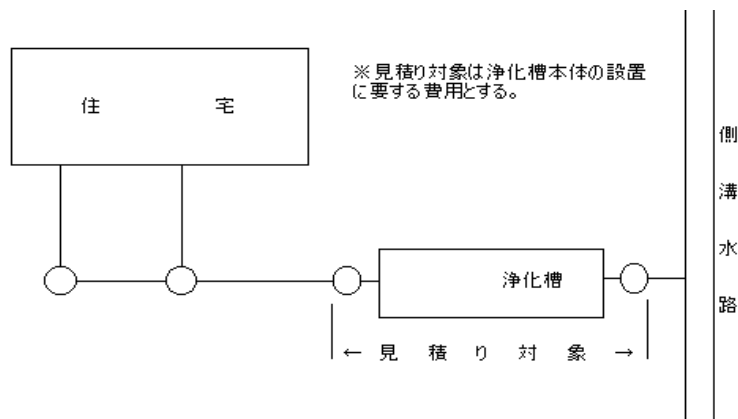 ※見積り対象は浄化槽本体の設置
に要する費用とする。
住 宅
側溝水路
浄化槽
←見積り対象→